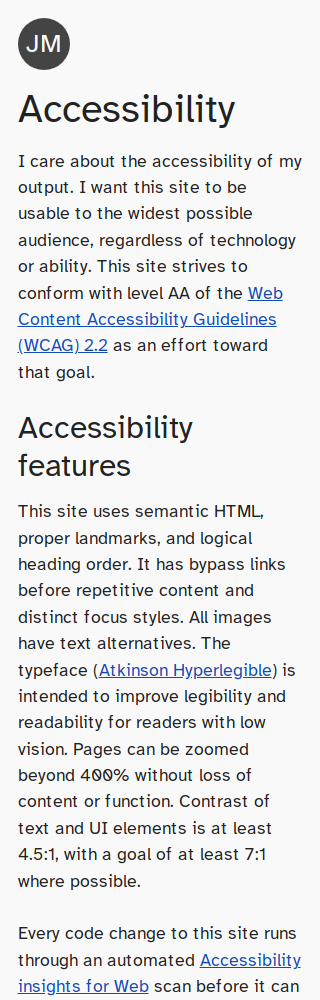 JM
Accessibility
I care about the accessibility of my
output. I want this site to be
usable to the widest possible
audience, regardless of technology
or ability. This site strives to
conform with level AA of the Web
Content Accessibility Guidelines
(WCAG) 2.2 as an effort toward
that goal.
Accessibility
features
This site uses semantic HTML,
proper landmarks, and logical
heading order. It has bypass links
before repetitive content and
distinct focus styles. All images
have text alternatives. The
typeface (Atkinson Hyperlegible) is
intended to improve legibility and
readability for readers with low
vision. Pages can be zoomed
beyond 400% without loss of
content or function. Contrast of
text and UI elements is at least
4.5:1, with a goal of at least 7:1
where possible.
Every code change to this site runs
through an automated Accessibility
insights for Web scan before it can